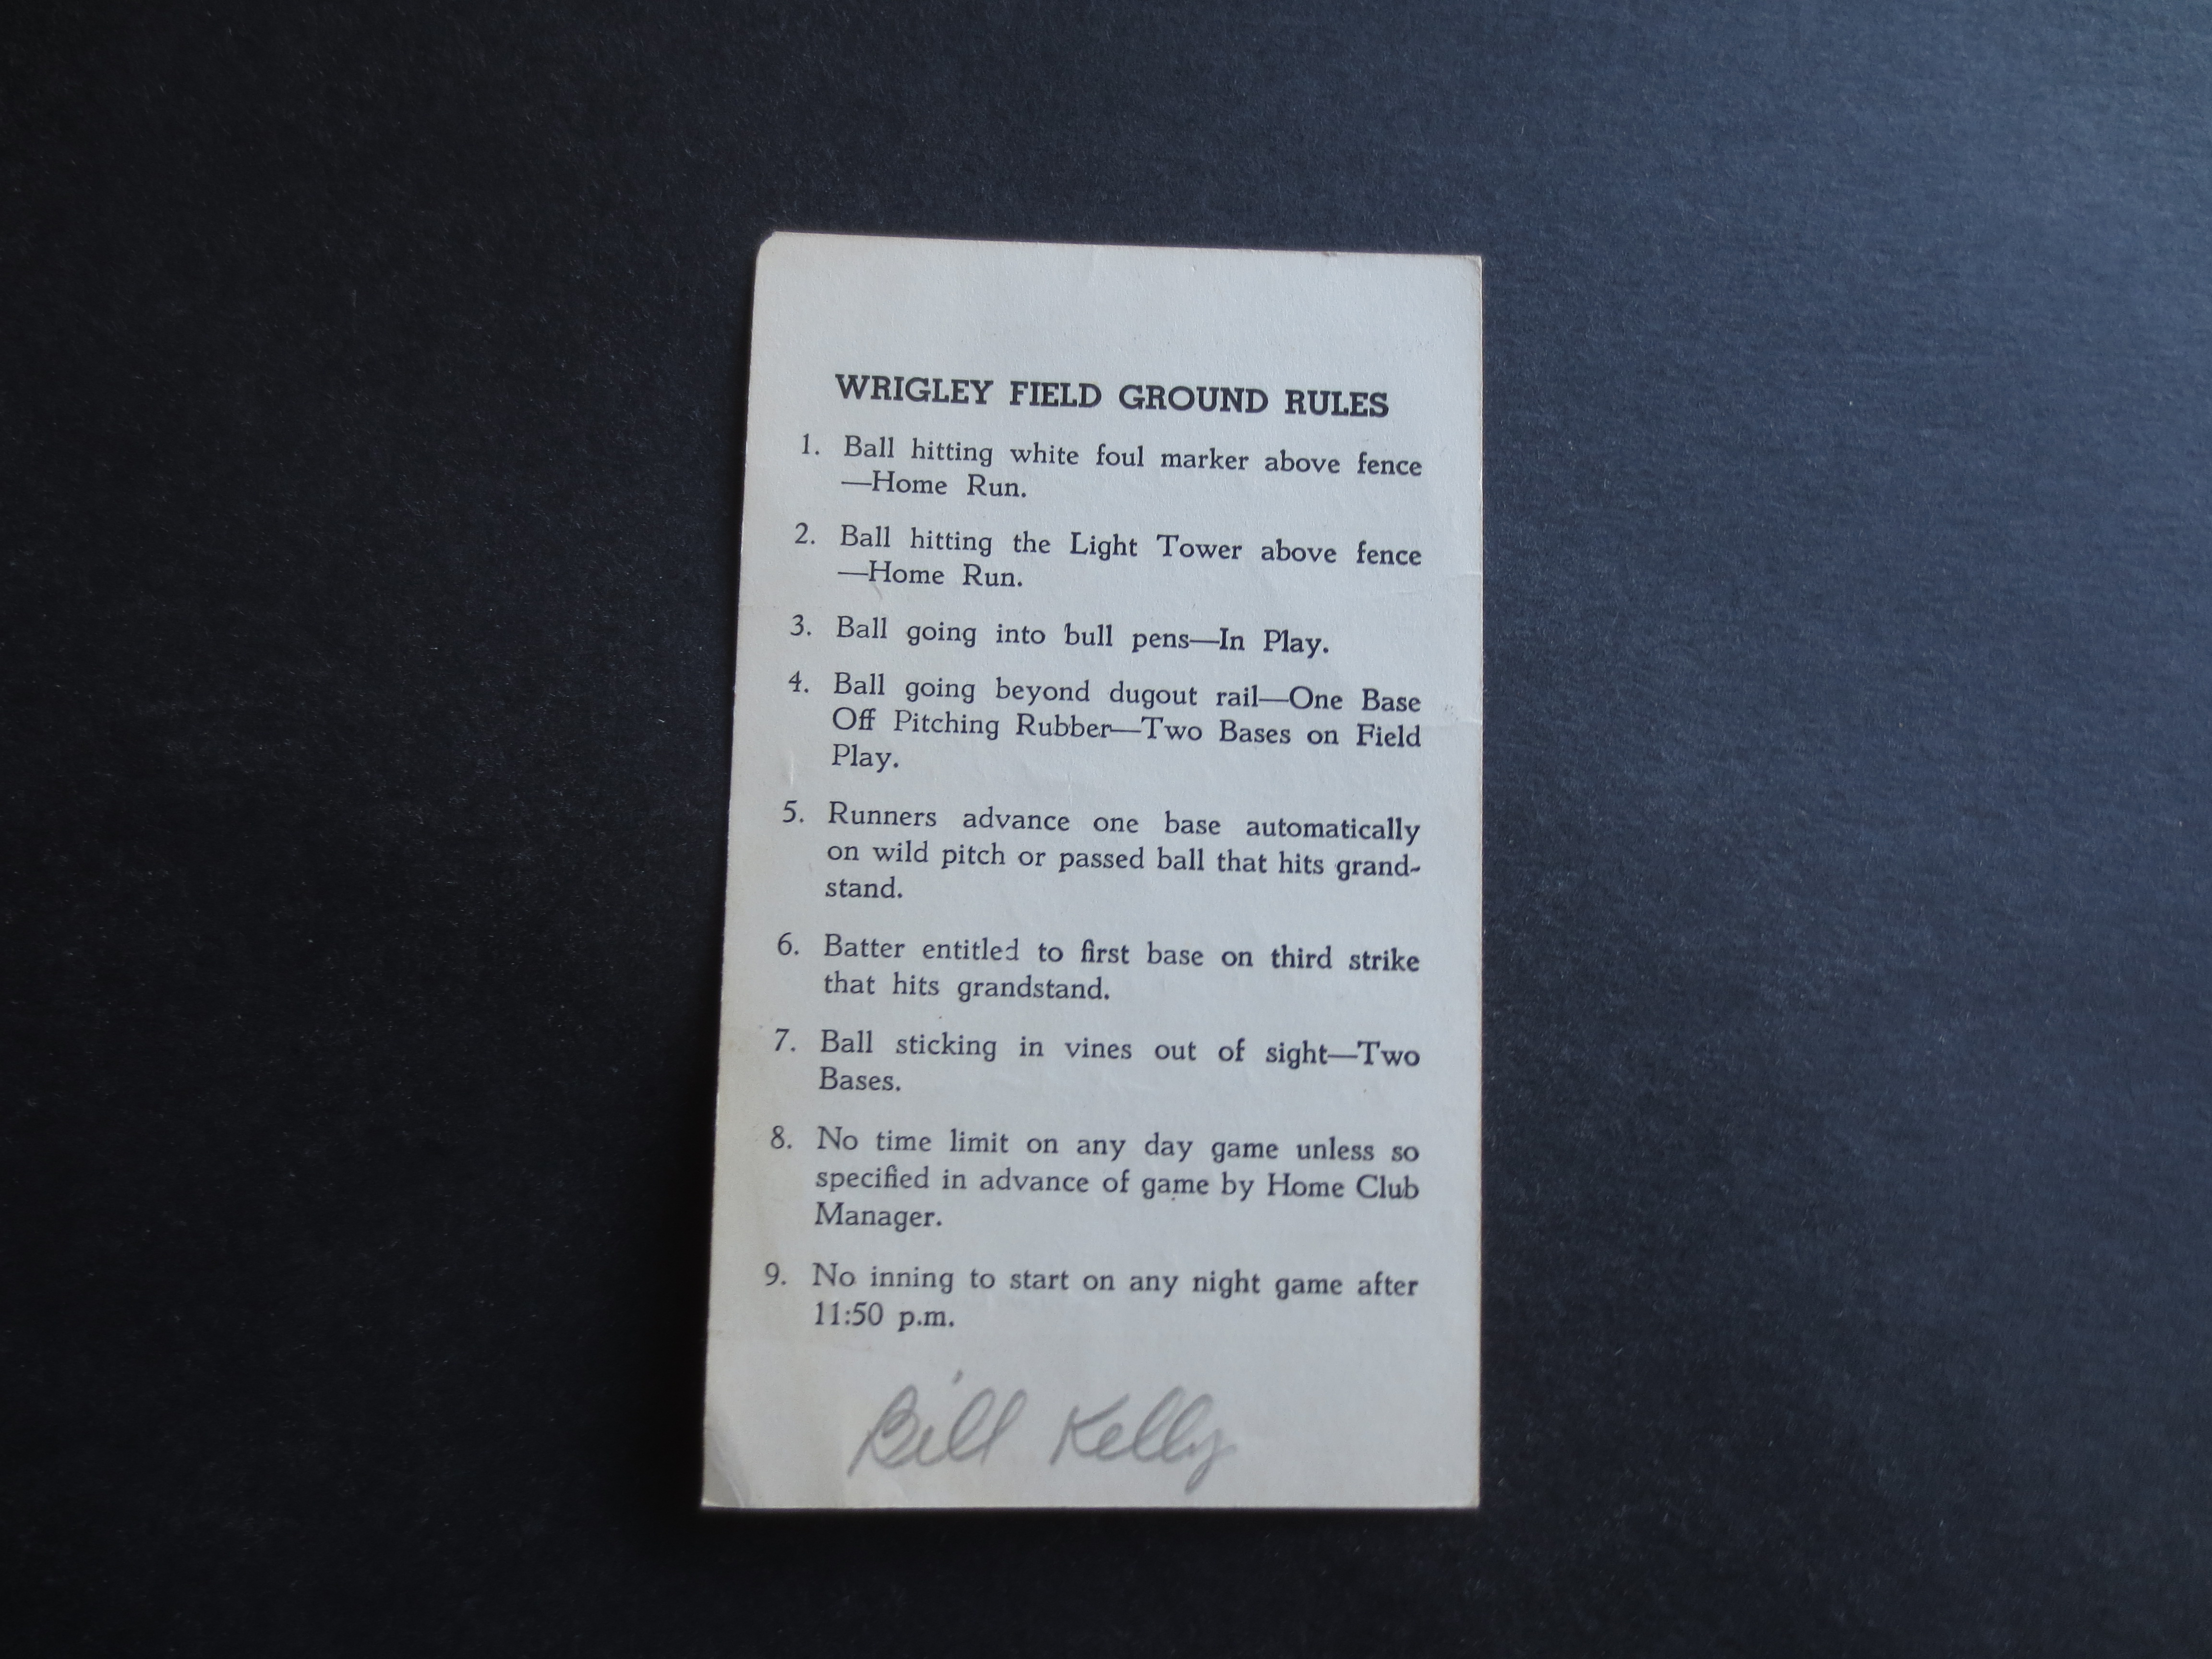 WRIGLEY FIELD GROUND RULES
1. Ball hitting white foul marker above fence
—Home Run.
2. Ball hitting the Light Tower above fence
—Home Run.
3. Ball going into bull pens—In Play.
4. Ball going beyond dugout rail—One Base
Off Pitching Rubber—Two Bases on Field
Play.
5. Runners advance one base automatically
on wild pitch or passed ball that hits grand-
stand.
6. Batter entitled to first base on third strike
that hits grandstand.
7. Ball sticking in vines out of sight—Two
Bases.
8. No time limit on any day game unless so
specified in advance of game by Home Club
Manager.
9. No inning to start on any night game after
11:50 p.m.
Bill Kelly